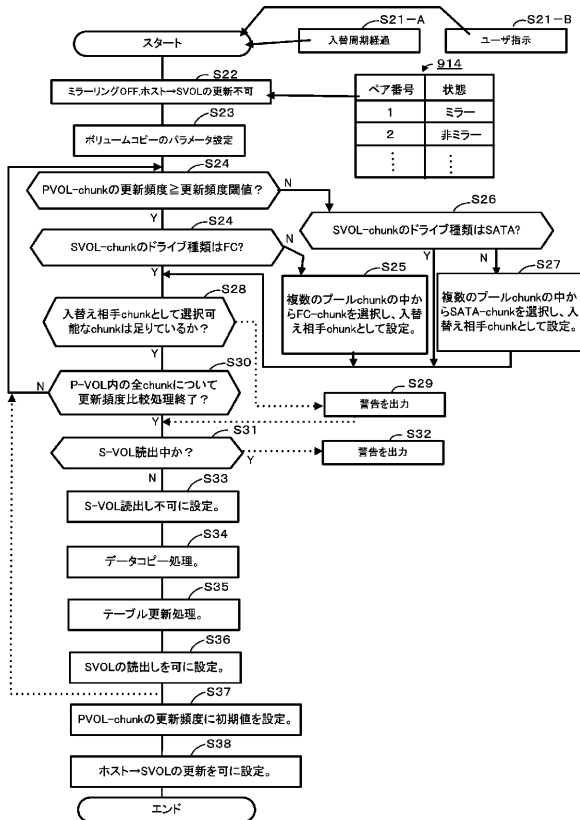 S21-A
S21-B
スタート
入替周期経過
ユーザ指示
S22
ミラーリングOFF、ホスト→SVOLの更新不可
914
ペア番号 状態
1 ミラー
2 非ミラー
⋮ ⋮
S23
ボリュームコピーのパラメータ設定
S24
PVOL-chunkの更新頻度≧更新頻度閾値?
N
Y
S26
SVOL-chunkのドライブ種類はSATA?
Y
N
S24
SVOL-chunkのドライブ種類はFC?
N
Y
S25
複数のプールchunkの中か
らFC-chunkを選択し、入替
え相手chunkとして設定。
S27
複数のプールchunkの中か
らSATA-chunkを選択し、入
替え相手chunkとして設定。
S28
入替え相手chunkとして選択可
能なchunkは足りているか?
Y
S30
P-VOL内の全chunkについて
更新頻度比較処理終了?
N
Y
S29
警告を出力
S31
S-VOL読出中か?
Y
N
S32
警告を出力
S33
S-VOL読出し不可に設定。
S34
データコピー処理。
S35
テーブル更新処理。
S36
SVOLの読出しを可に設定。
S37
PVOL-chunkの更新頻度に初期値を設定。
S38
ホスト→SVOLの更新を可に設定。
エンド